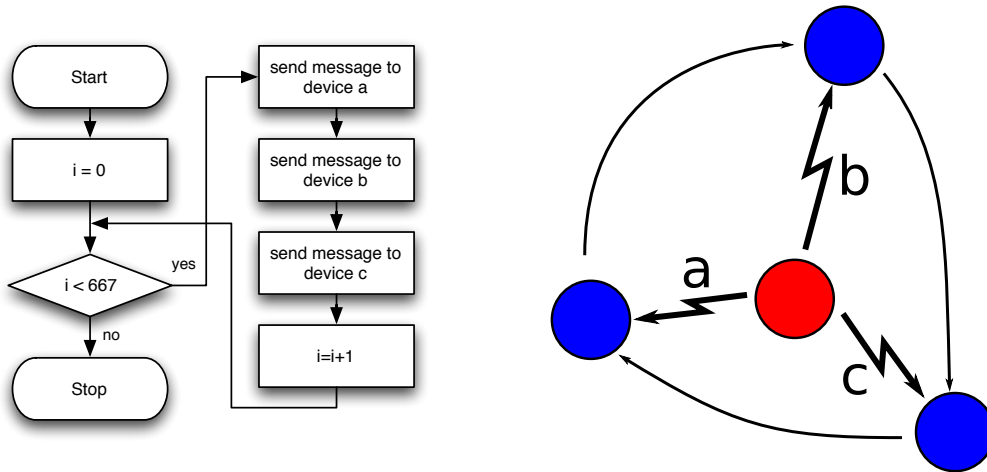 Start
i = 0
i < 667
yes
no
Stop
send message to
device a
send message to
device b
send message to
device c
i=i+1
a
b
c